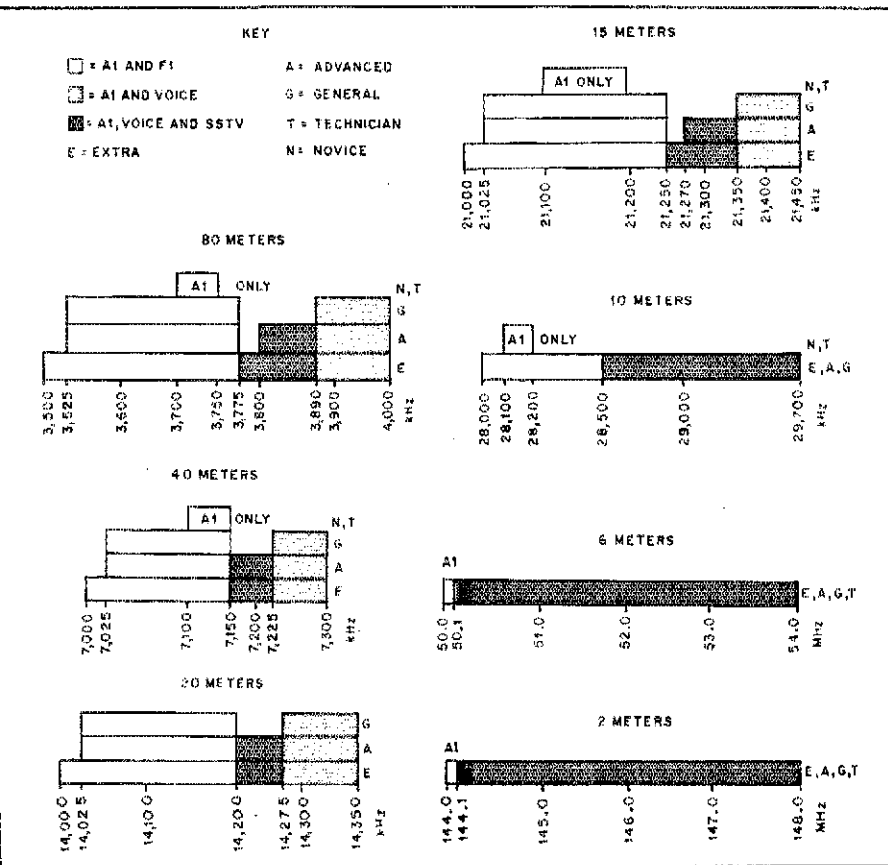 KEY
= A1 AND F1
= A1 AND VOICE
= A1, VOICE AND SSTV
E = EXTRA
A = ADVANCED
G = GENERAL
T = TECHNICIAN
N = NOVICE
15 METERS
A1 ONLY
N,T
G
A
E
21,000
21,025
21,100
21,200
21,250
21,270
21,300
21,350
21,400
21,450
kHz
80 METERS
A1 ONLY
N,T
G
A
E
3,500
3,525
3,600
3,700
3,750
3,775
3,800
3,890
3,900
4,000
kHz
10 METERS
A1 ONLY
N,T
E,A,G
28,000
28,100
28,200
28,500
29,000
29,700
kHz
40 METERS
A1 ONLY
N,T
G
A
E
7,000
7,025
7,100
7,150
7,200
7,225
7,300
kHz
6 METERS
A1
E,A,G,T
50.0
50.1
51.0
52.0
53.0
54.0
MHz
20 METERS
G
A
E
14,000
14,025
14,100
14,200
14,275
14,300
14,350
kHz
2 METERS
A1
E,A,G,T
144.0
144.1
145.0
146.0
147.0
148.0
MHz